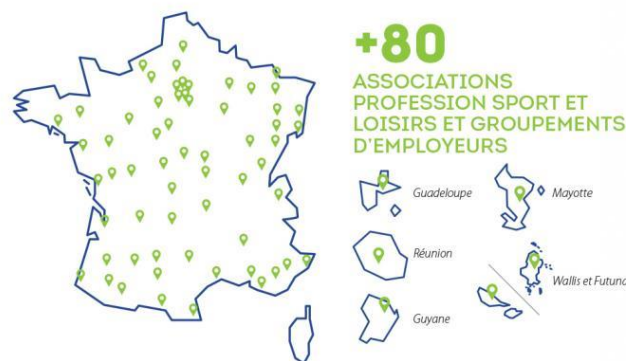 +80
ASSOCIATIONS
PROFESSION SPORT ET
LOISIRS ET GROUPEMENTS
D'EMPLOYEURS
Guadeloupe
Mayotte
Réunion
Wallis et Futuna
Guyane